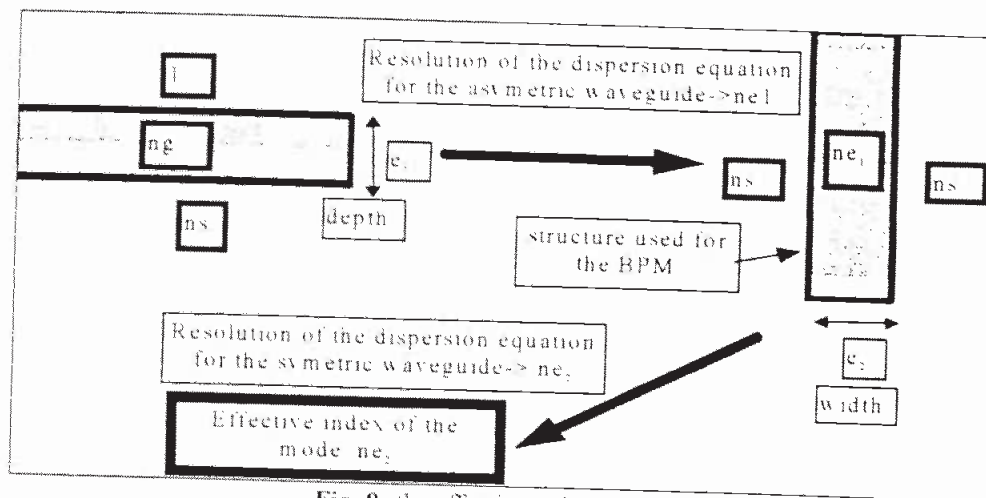 1
ng
ns
e
depth
Resolution of the dispersion equation
for the asymetric waveguide->ne1
ns
ne₁
ns
structure used for
the BPM
e₂
width
Resolution of the dispersion equation
for the symetric waveguide-> ne₂
Effective index of the
mode ne₂
Fig. 9.